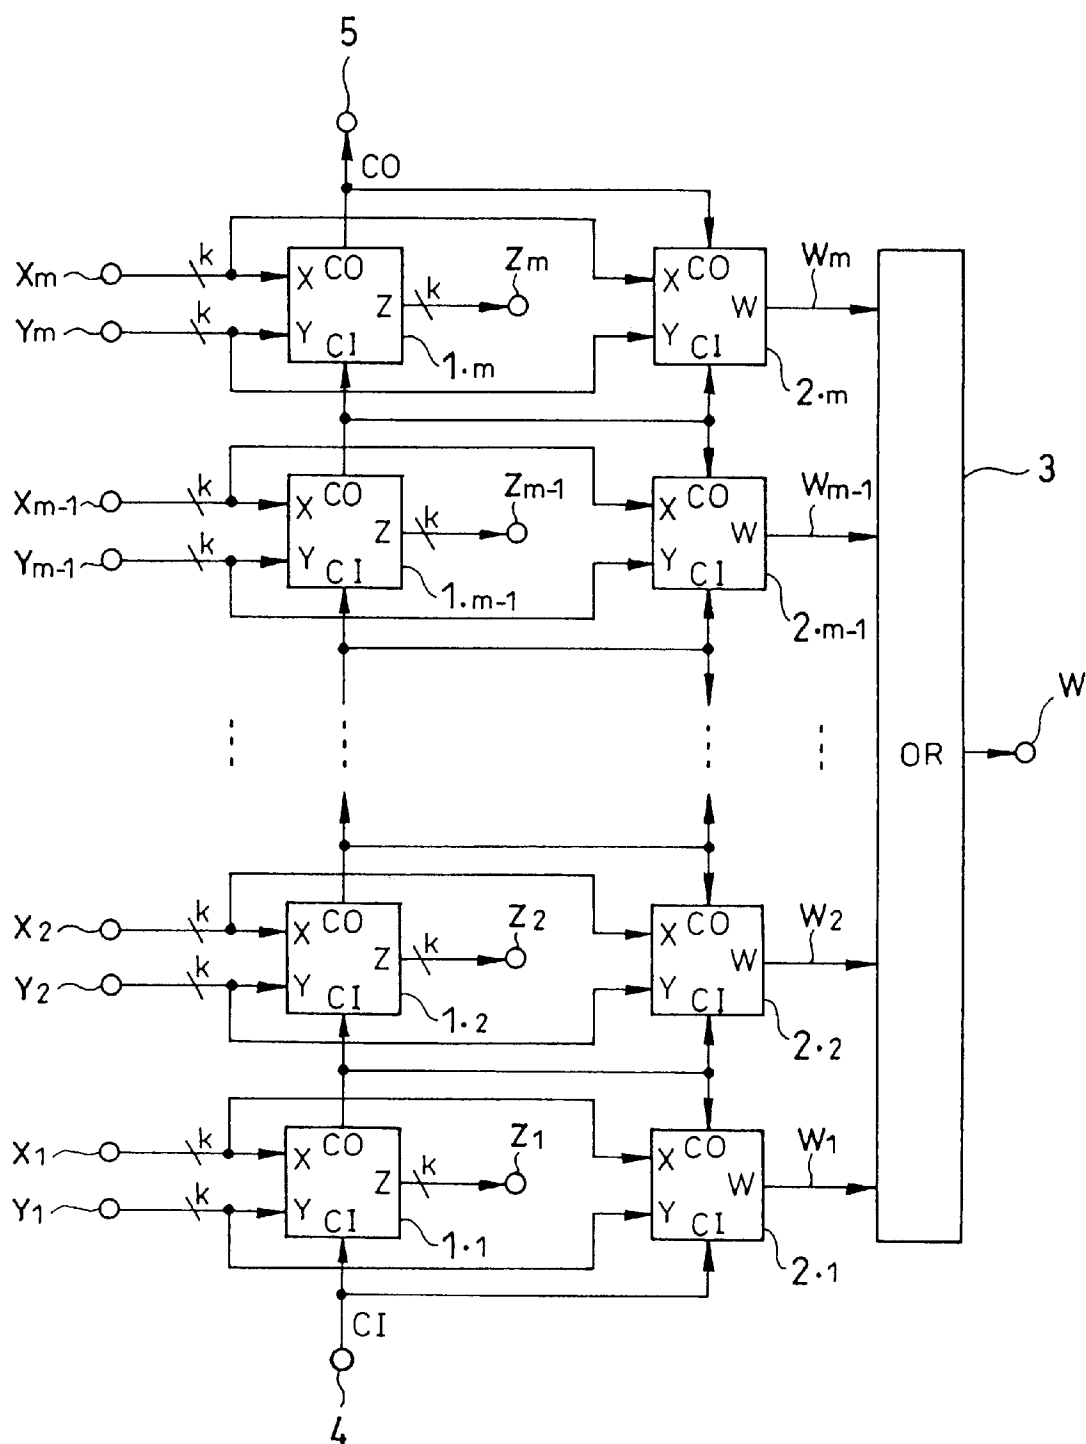 5
CO
Xm k X CO Z k Zm X CO W Wm
Ym k Y CI 1·m Y CI 2·m
Xm-1 k X CO Z k Zm-1 X CO W Wm-1 3
Ym-1 k Y CI 1·m-1 Y CI 2·m-1
OR W
X2 k X CO Z k Z2 X CO W W2
Y2 k Y CI 1·2 Y CI 2·2
X1 k X CO Z k Z1 X CO W W1
Y1 k Y CI 1·1 Y CI 2·1
CI
4